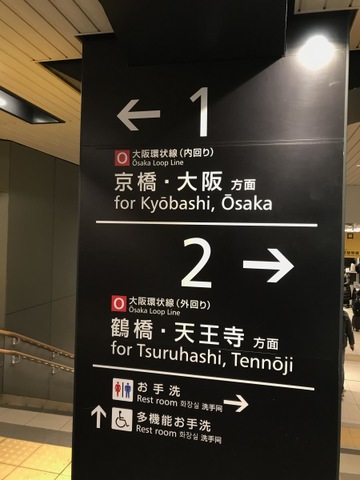 ← 1
O 大阪環状線（内回り）
Ōsaka Loop Line
京橋・大阪 方面
for Kyōbashi, Ōsaka
2 →
O 大阪環状線（外回り）
Ōsaka Loop Line
鶴橋・天王寺 方面
for Tsuruhashi, Tennōji
お手洗 →
Rest room 화장실 洗手间
↑ 多機能お手洗
Rest room 화장실 洗手间